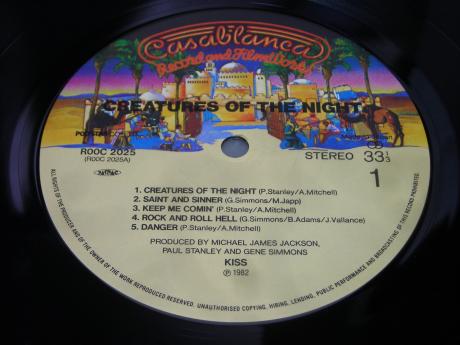 Casablanca
Record and FilmWorks
CREATURES OF THE NIGHT
R00C 2025
(R00C 2025A)
STEREO 33⅓
1
1. CREATURES OF THE NIGHT (P.Stanley/A.Mitchell)
2. SAINT AND SINNER (G.Simmons/M.Japp)
3. KEEP ME COMIN' (P.Stanley/A.Mitchell)
4. ROCK AND ROLL HELL (G.Simmons/B.Adams/J.Vallance)
5. DANGER (P.Stanley/A.Mitchell)
PRODUCED BY MICHAEL JAMES JACKSON,
PAUL STANLEY AND GENE SIMMONS
KISS
℗ 1982
ALL RIGHTS OF THE PRODUCER AND OF THE OWNER OF THE WORK REPRODUCED RESERVED. UNAUTHORISED COPYING, HIRING, LENDING, PUBLIC PERFORMANCE AND BROADCASTING OF THIS RECORD PROHIBITED